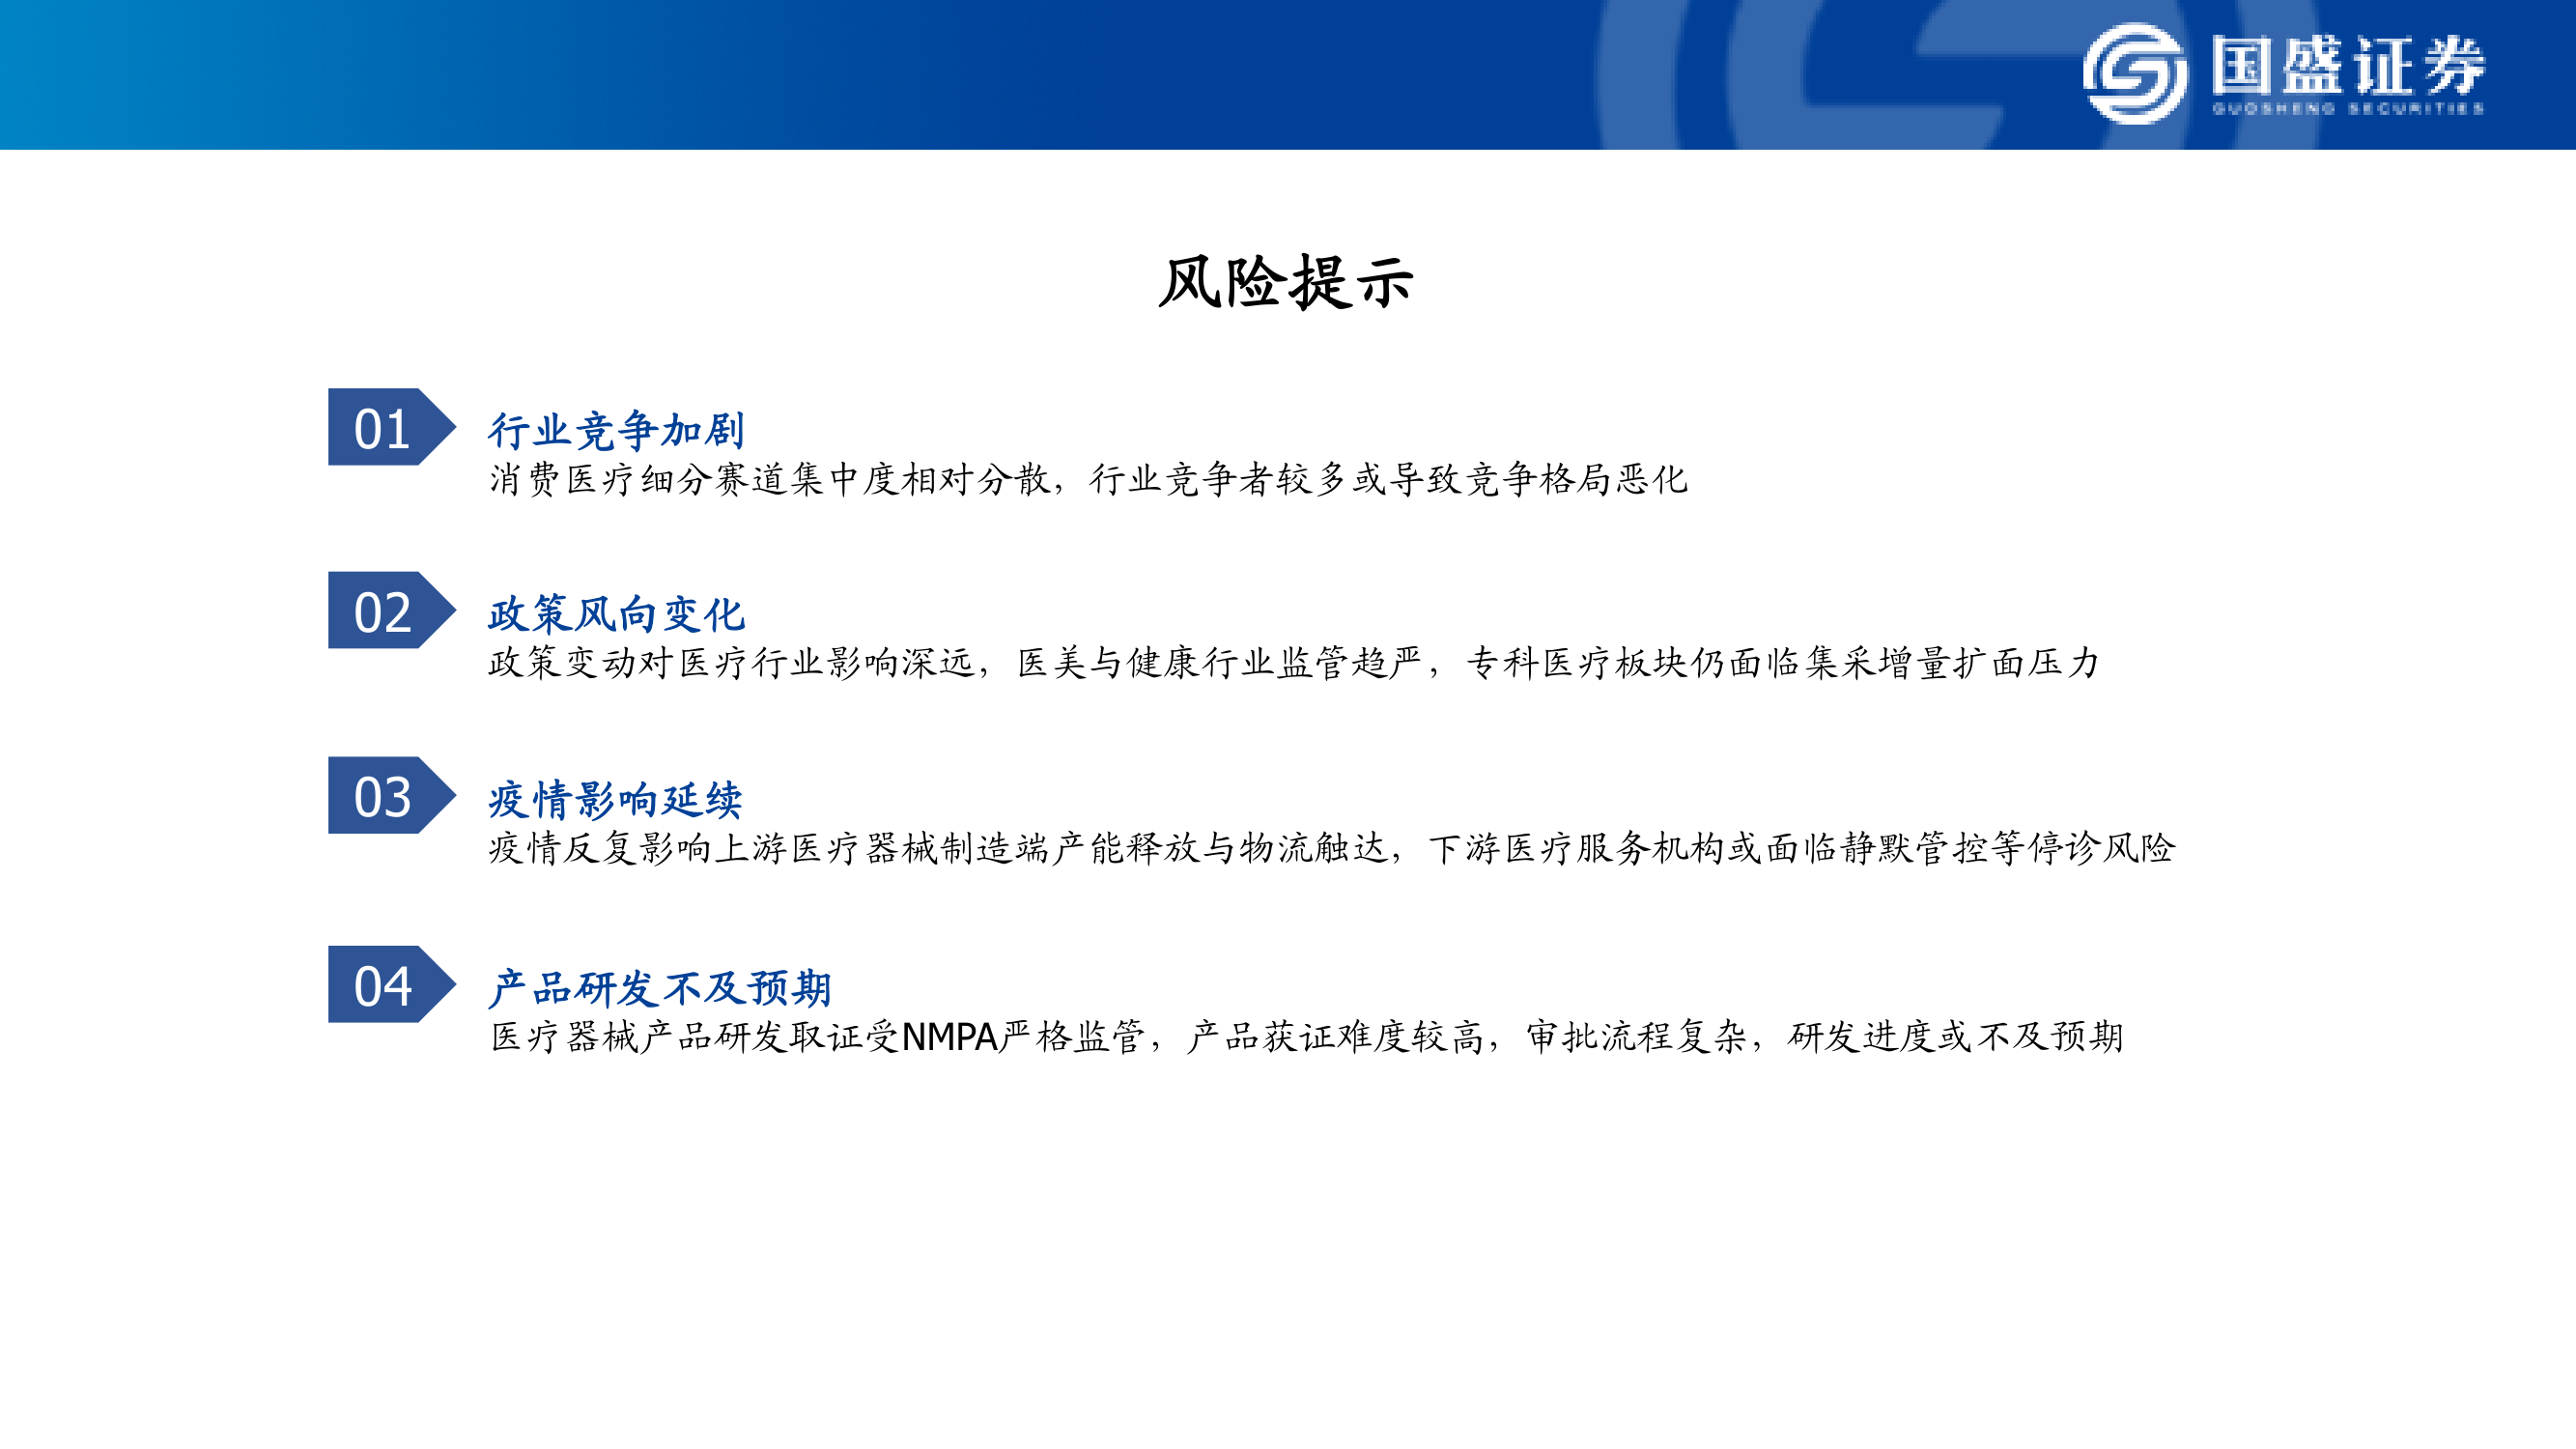 国盛证券
GUOSHENG SECURITIES
风险提示
01
行业竞争加剧
消费医疗细分赛道集中度相对分散，行业竞争者较多或导致竞争格局恶化
02
政策风向变化
政策变动对医疗行业影响深远，医美与健康行业监管趋严，专科医疗板块仍面临集采增量扩面压力
03
疫情影响延续
疫情反复影响上游医疗器械制造端产能释放与物流触达，下游医疗服务机构或面临静默管控等停诊风险
04
产品研发不及预期
医疗器械产品研发取证受NMPA严格监管，产品获证难度较高，审批流程复杂，研发进度或不及预期